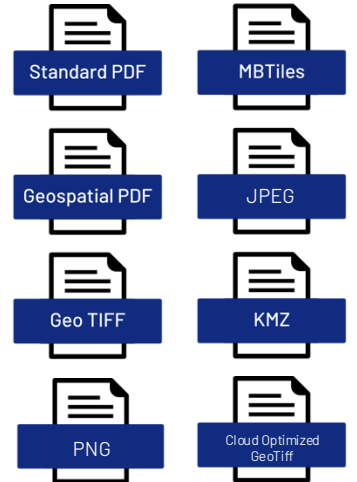 Standard PDF
MBTiles
Geospatial PDF
JPEG
Geo TIFF
KMZ
PNG
Cloud Optimized
GeoTiff